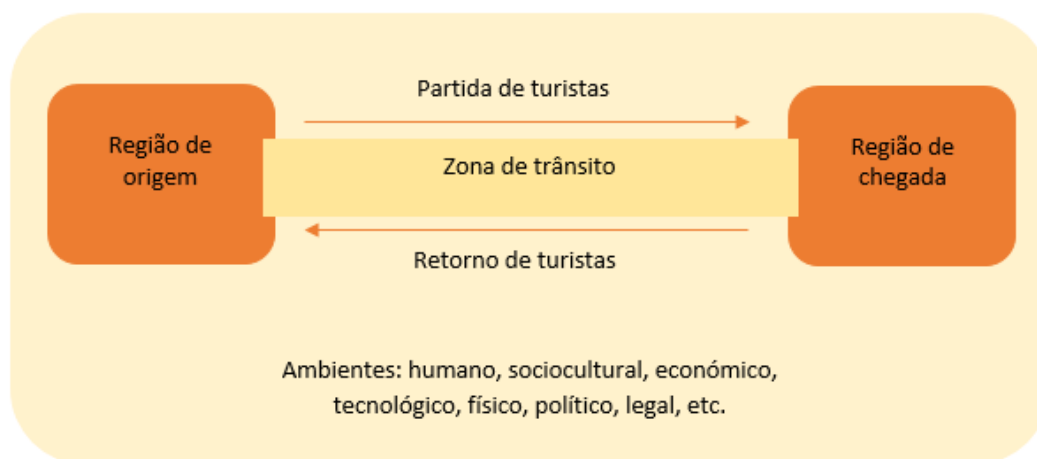 Partida de turistas
Região de
origem
Zona de trânsito
Região de
chegada
Retorno de turistas
Ambientes: humano, sociocultural, económico,
tecnológico, físico, político, legal, etc.